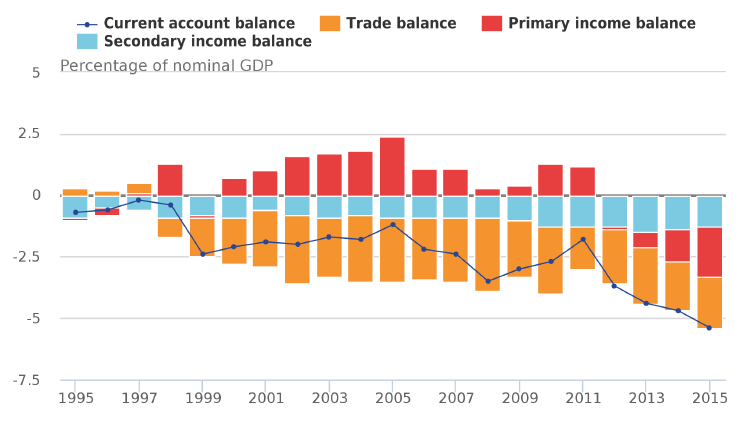 Current account balance Trade balance Primary income balance
Secondary income balance
Percentage of nominal GDP
5
2.5
0
-2.5
-5
-7.5
1995 1997 1999 2001 2003 2005 2007 2009 2011 2013 2015